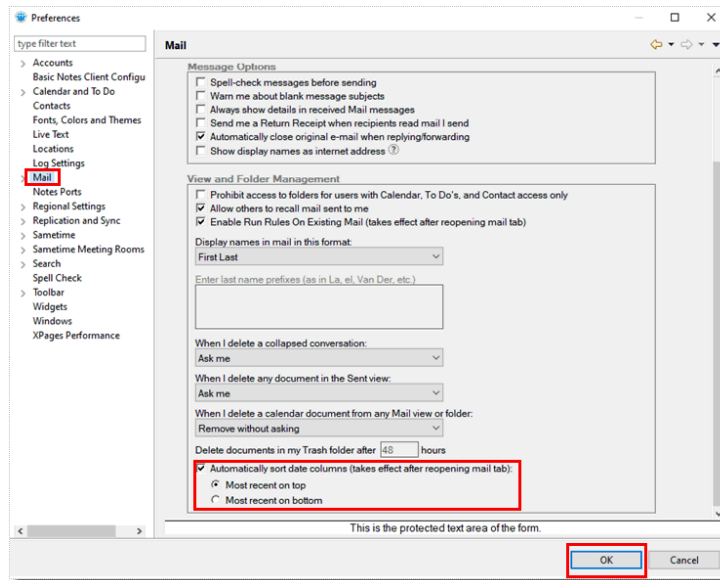 Preferences
type filter text
Accounts
Basic Notes Client Configu
Calendar and To Do
Contacts
Fonts, Colors and Themes
Live Text
Locations
Log Settings
Mail
Notes Ports
Regional Settings
Replication and Sync
Sametime
Sametime Meeting Rooms
Search
Spell Check
Toolbar
Widgets
Windows
XPages Performance
Mail
Message Options
Spell-check messages before sending
Warn me about blank message subjects
Always show details in received Mail messages
Send me a Return Receipt when recipients read mail I send
Automatically close original e-mail when replying/forwarding
Show display names as internet address ?
View and Folder Management
Prohibit access to folders for users with Calendar, To Do's, and Contact access only
Allow others to recall mail sent to me
Enable Run Rules On Existing Mail (takes effect after reopening mail tab)
Display names in mail in this format:
First Last
Enter last name prefixes (as in La, el, Van Der, etc.)
When I delete a collapsed conversation:
Ask me
When I delete any document in the Sent view:
Ask me
When I delete a calendar document from any Mail view or folder:
Remove without asking
Delete documents in my Trash folder after 48 hours
Automatically sort date columns (takes effect after reopening mail tab):
Most recent on top
Most recent on bottom
This is the protected text area of the form.
OK
Cancel